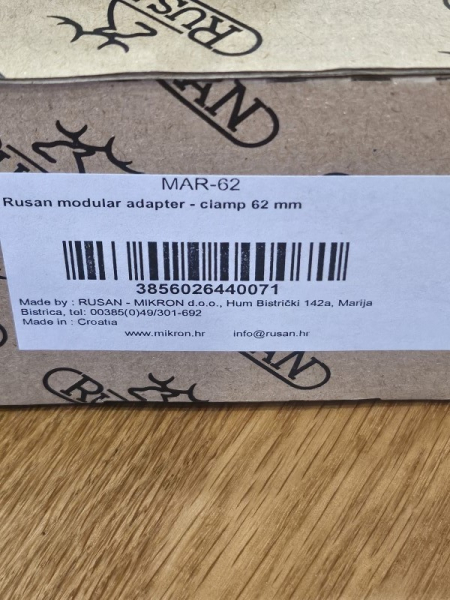 RUSAN
MAR-62
Rusan modular adapter - clamp 62 mm
3856026440071
Made by : RUSAN - MIKRON d.o.o., Hum Bistrički 142a, Marija
Bistrica, tel: 00385(0)49/301-692
Made in : Croatia
www.mikron.hr info@rusan.hr